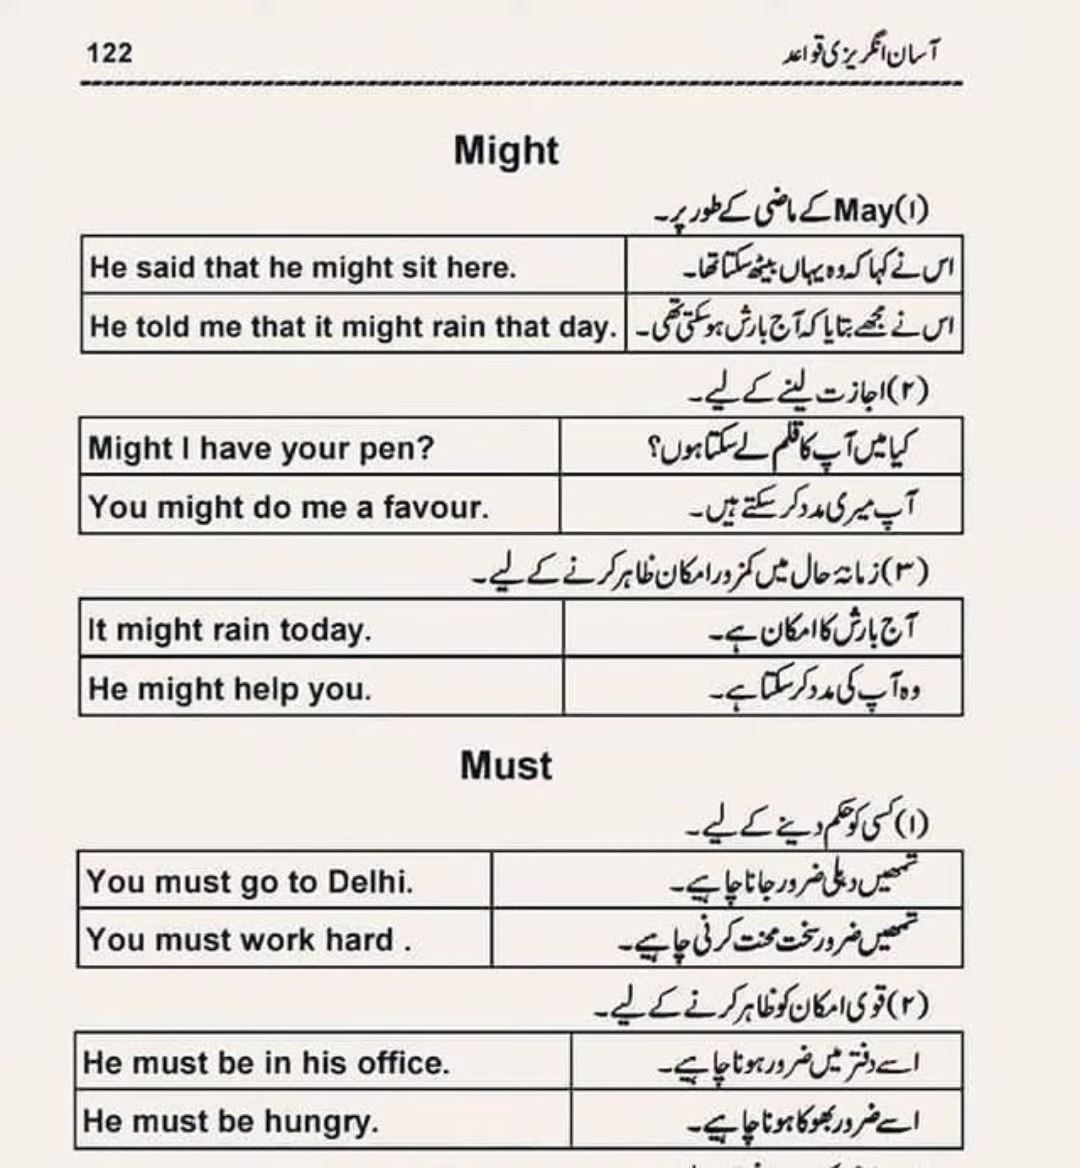 122 آسان انگریزی قواعد
Might
(۱) May کے ماضی کے طور پر۔
He said that he might sit here. اس نے کہا کہ وہ یہاں بیٹھ سکتا تھا۔
He told me that it might rain that day. اس نے مجھے بتایا کہ آج بارش ہو سکتی تھی۔
(۲) اجازت لینے کے لیے۔
Might I have your pen? کیا میں آپ کا قلم لے سکتا ہوں؟
You might do me a favour. آپ میری مدد کر سکتے ہیں۔
(۳) زمانۂ حال میں کمزور امکان ظاہر کرنے کے لیے۔
It might rain today. آج بارش کا امکان ہے۔
He might help you. وہ آپ کی مدد کر سکتا ہے۔
Must
(۱) کسی کو حکم دینے کے لیے۔
You must go to Delhi. تمھیں دہلی ضرور جانا چاہیے۔
You must work hard . تمھیں ضرور سخت محنت کرنی چاہیے۔
(۲) قوی امکان کو ظاہر کرنے کے لیے۔
He must be in his office. اسے دفتر میں ضرور ہونا چاہیے۔
He must be hungry. اسے ضرور بھوکا ہونا چاہیے۔